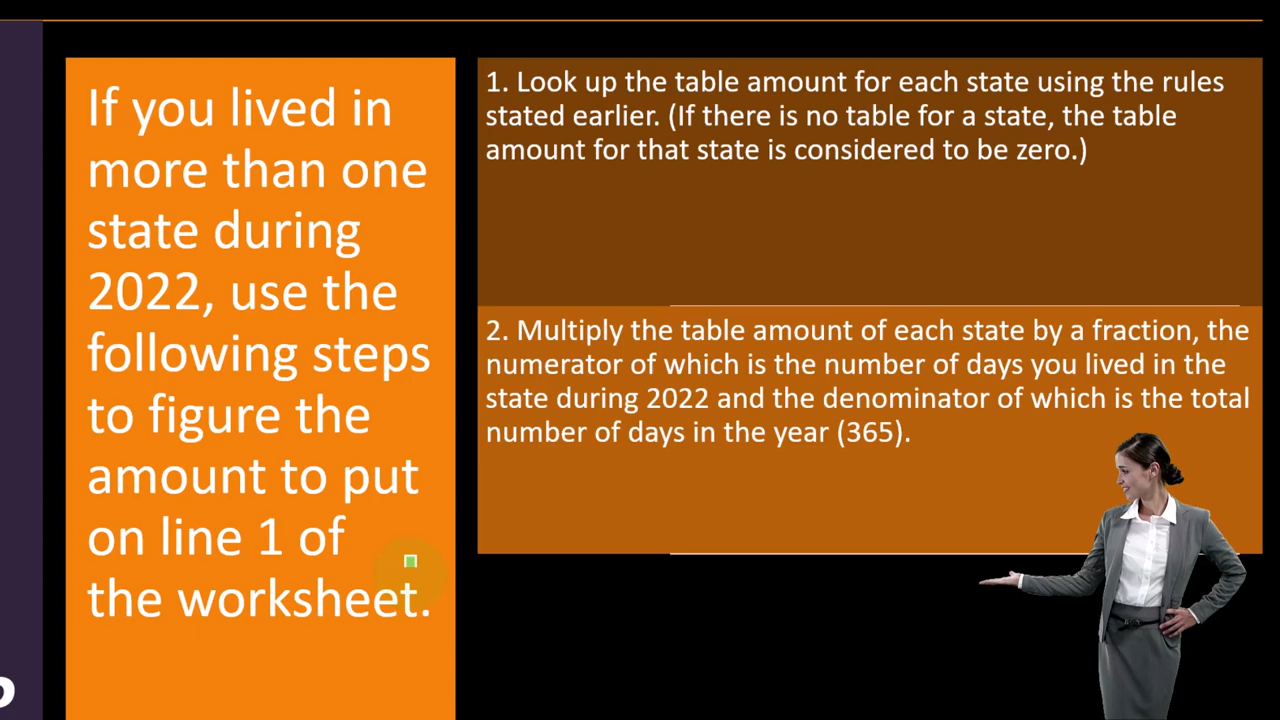 If you lived in
more than one
state during
2022, use the
following steps
to figure the
amount to put
on line 1 of
the worksheet.
1. Look up the table amount for each state using the rules
stated earlier. (If there is no table for a state, the table
amount for that state is considered to be zero.)
2. Multiply the table amount of each state by a fraction, the
numerator of which is the number of days you lived in the
state during 2022 and the denominator of which is the total
number of days in the year (365).